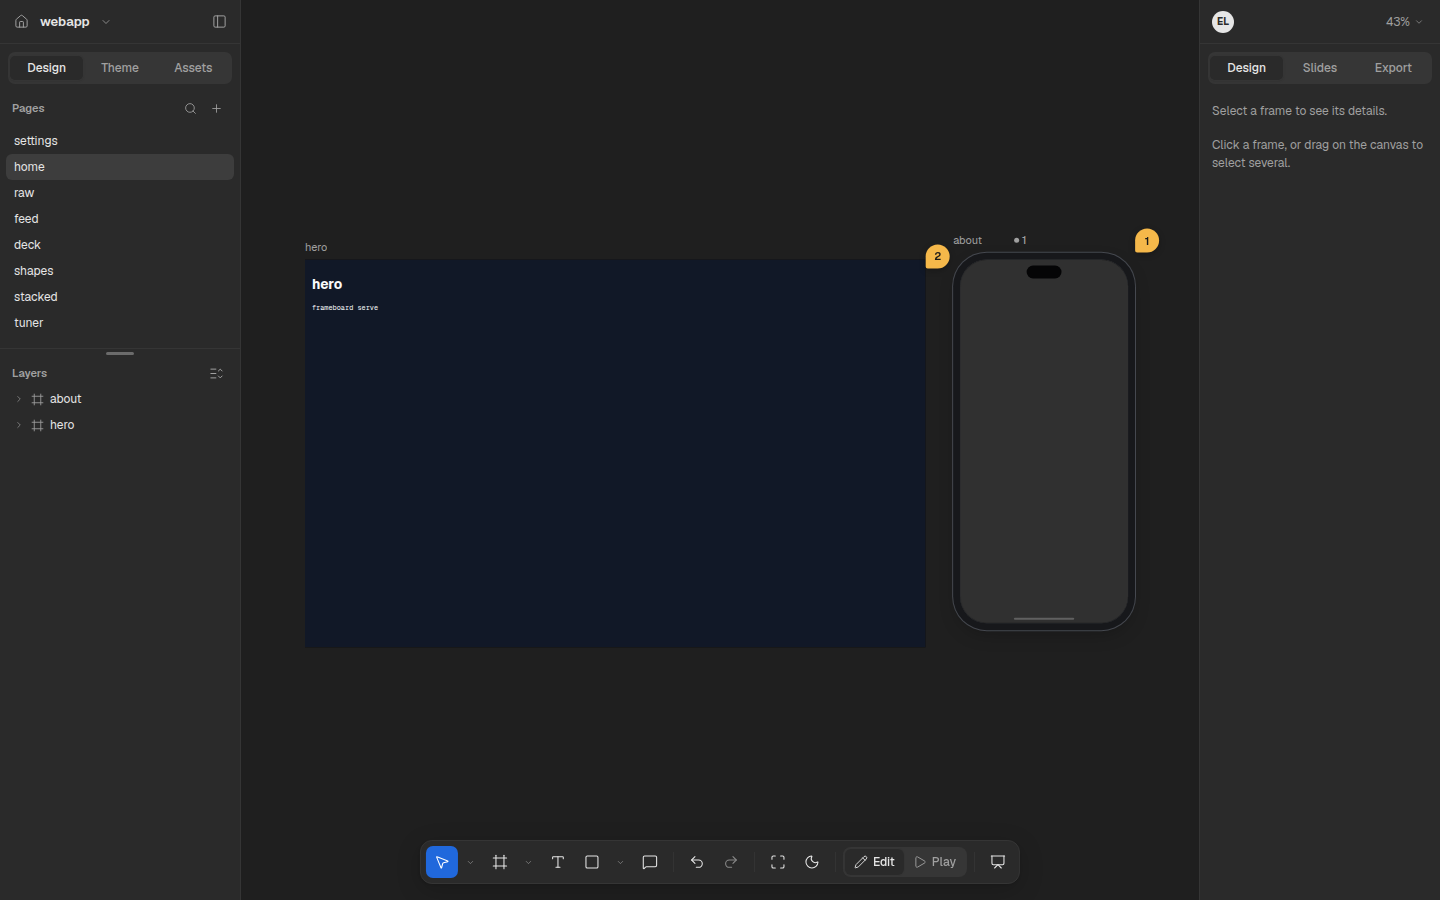 webapp
Design
Theme
Assets
Pages
settings
home
raw
feed
deck
shapes
stacked
tuner
Layers
about
hero
hero
hero
frameboard serve
2
about
1
1
Edit
Play
EL
43%
Design
Slides
Export
Select a frame to see its details.
Click a frame, or drag on the canvas to
select several.